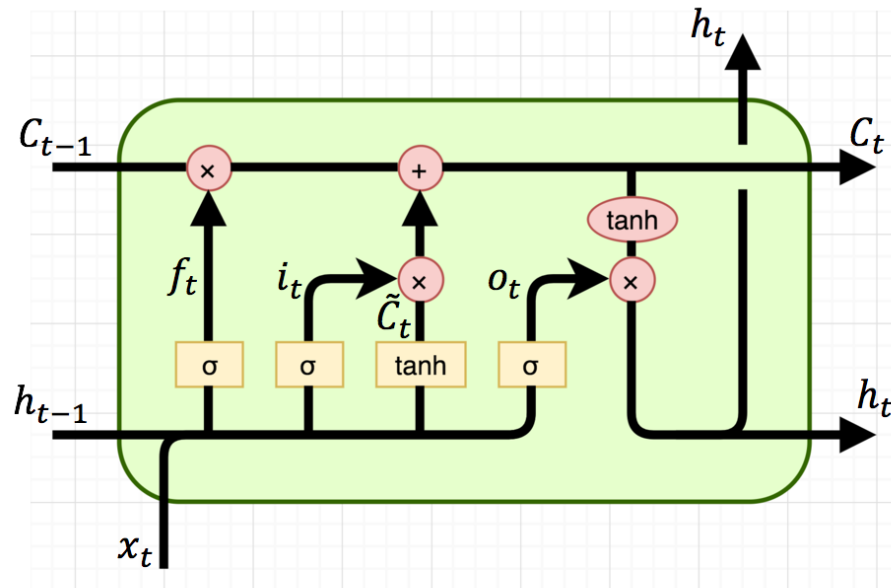 h_t
C_{t-1}
C_t
×
+
tanh
f_t
i_t
×
o_t
×
C̃_t
σ
σ
tanh
σ
h_{t-1}
h_t
x_t